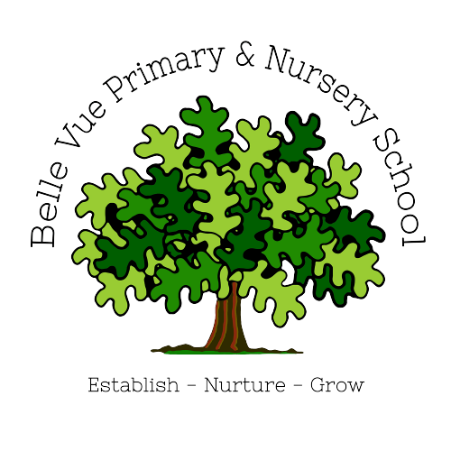 Belle Vue Primary & Nursery School
Establish - Nurture - Grow